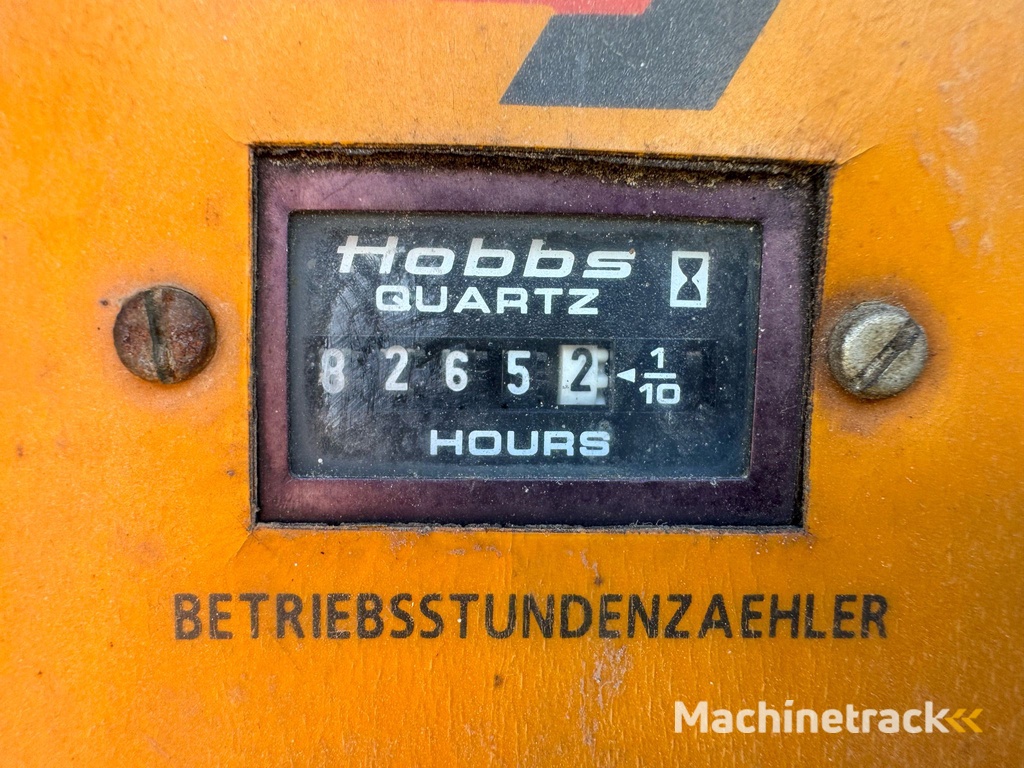 Hobbs
QUARTZ
8 2 6 5 2 ◄ 1/10
HOURS
BETRIEBSSTUNDENZAEHLER
Machinetrack